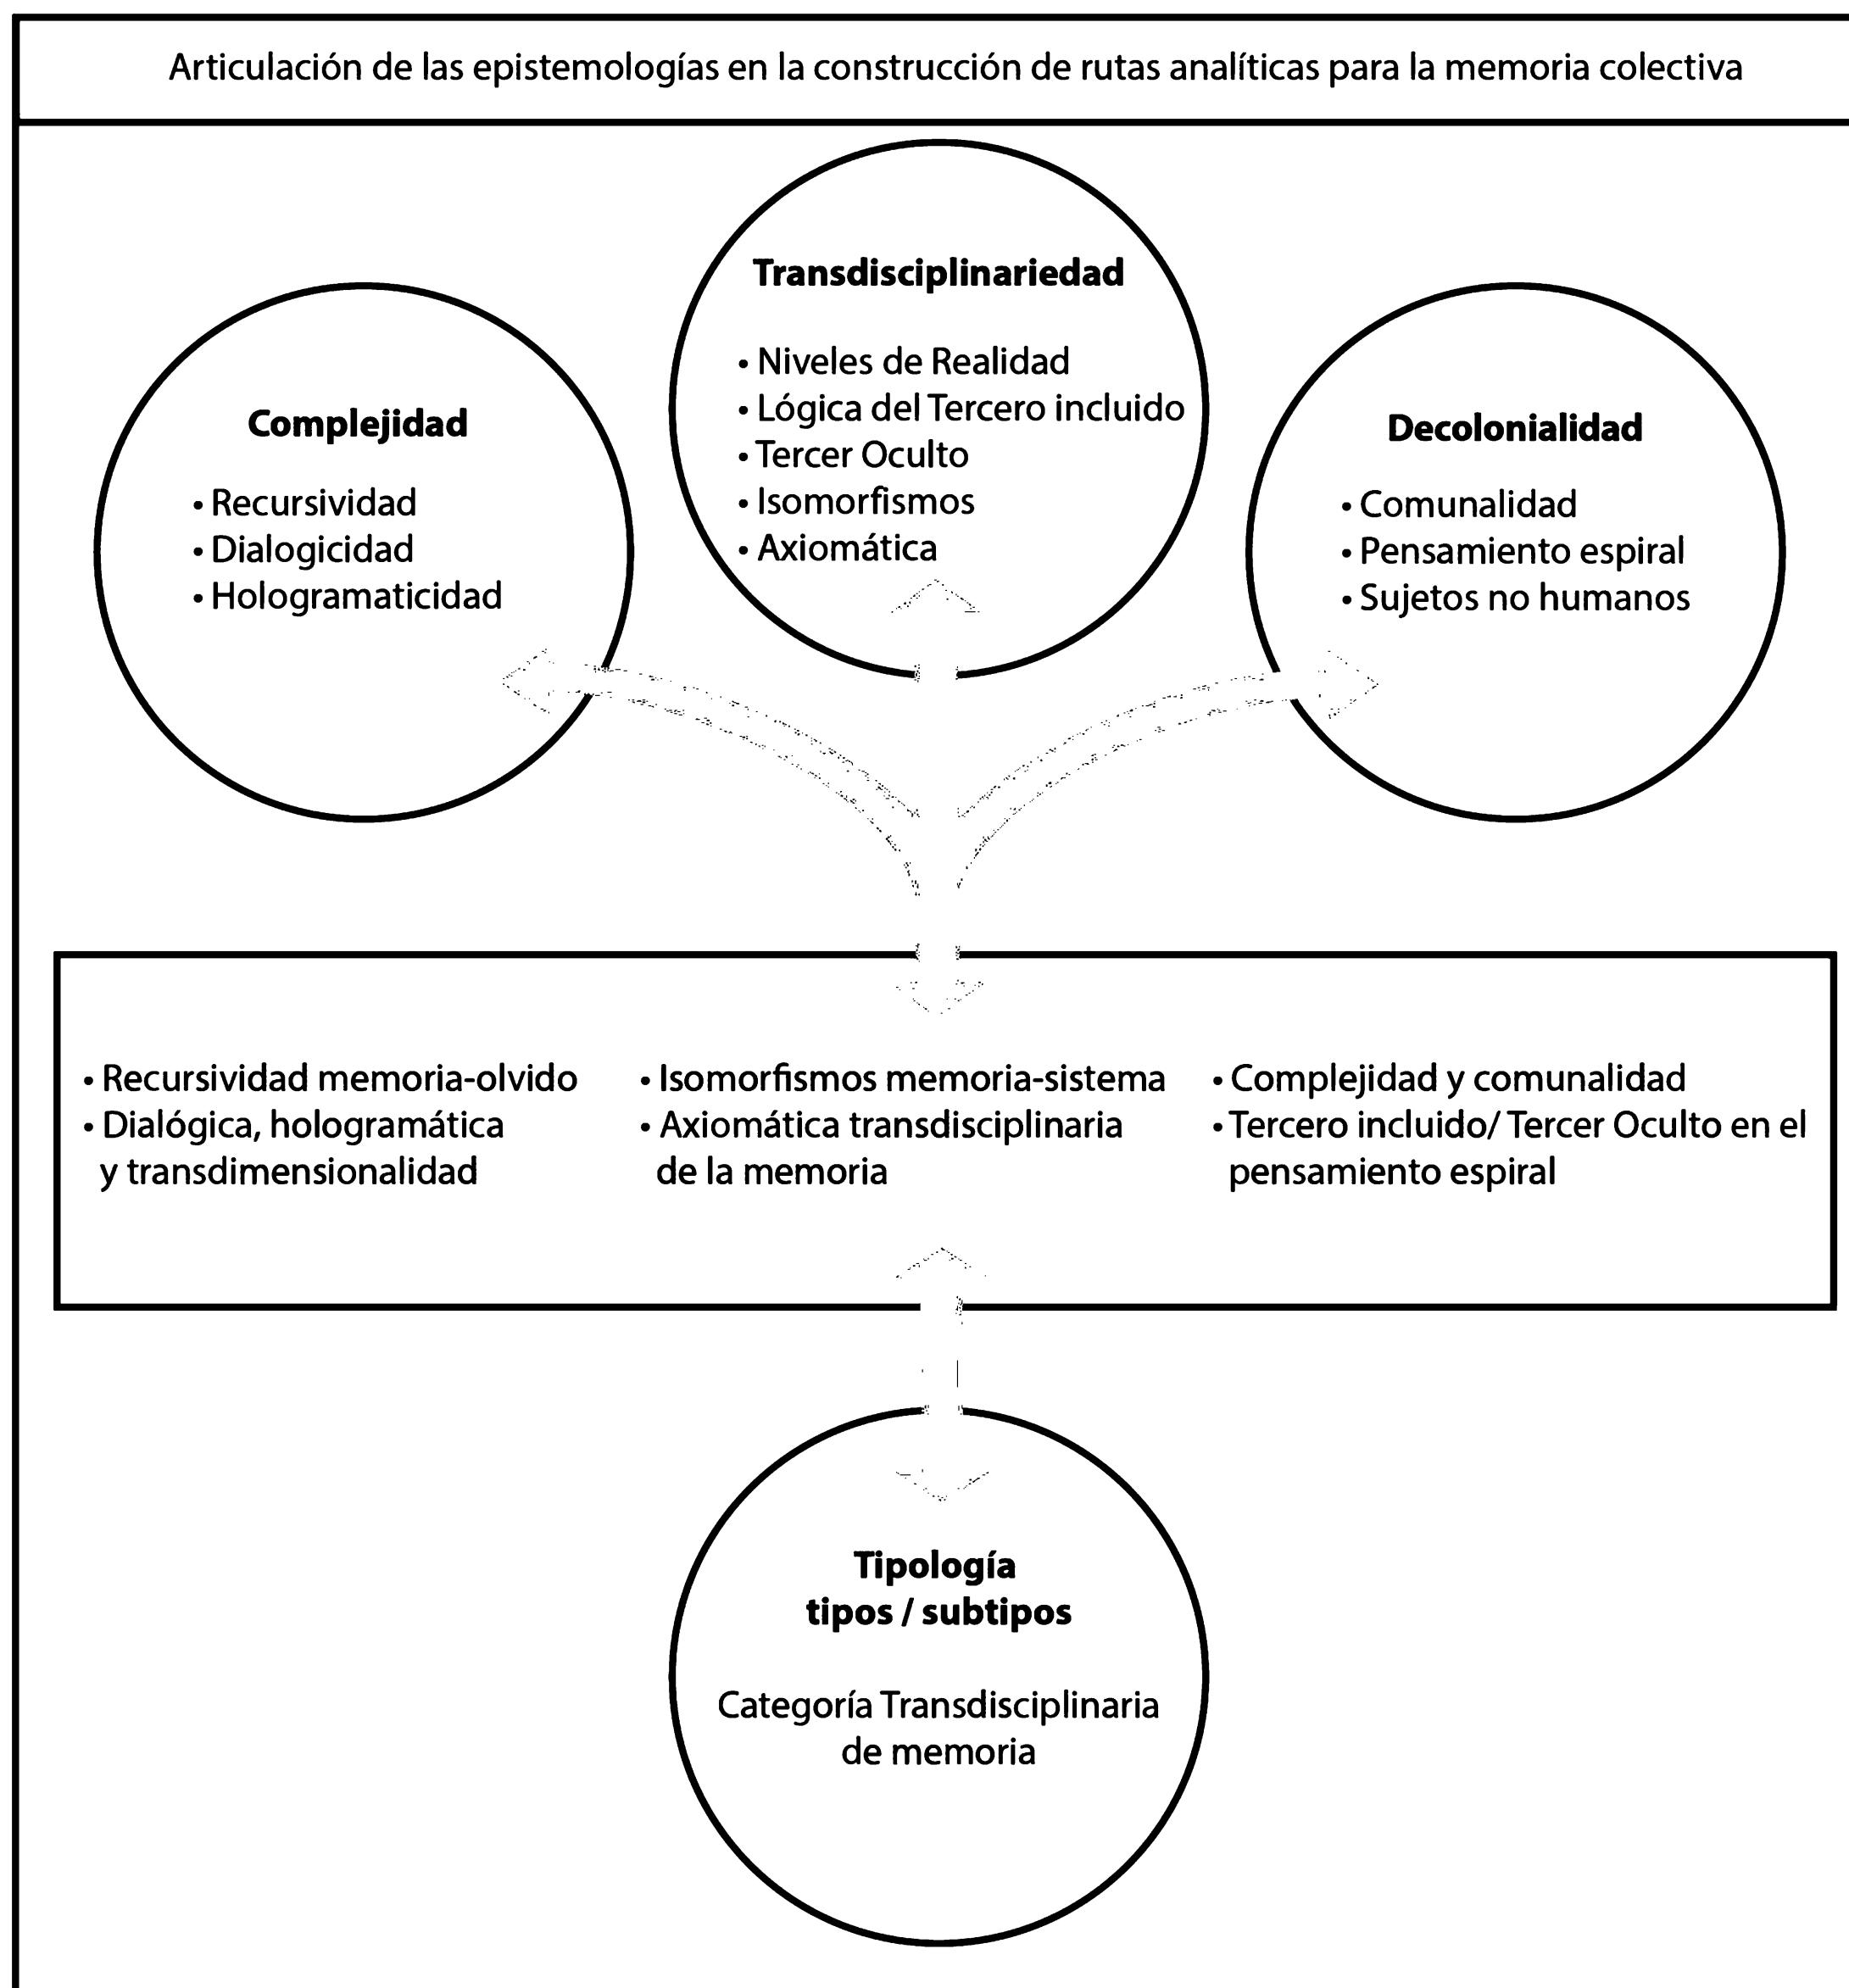 Articulación de las epistemologías en la construcción de rutas analíticas para la memoria colectiva
Complejidad
• Recursividad
• Dialogicidad
• Hologramaticidad
Transdisciplinariedad
• Niveles de Realidad
• Lógica del Tercero incluido
• Tercer Oculto
• Isomorfismos
• Axiomática
Decolonialidad
• Comunalidad
• Pensamiento espiral
• Sujetos no humanos
• Recursividad memoria-olvido
• Dialógica, hologramática
y transdimensionalidad
• Isomorfismos memoria-sistema
• Axiomática transdisciplinaria
de la memoria
• Complejidad y comunalidad
• Tercero incluido/ Tercer Oculto en el
pensamiento espiral
Tipología
tipos / subtipos
Categoría Transdisciplinaria
de memoria